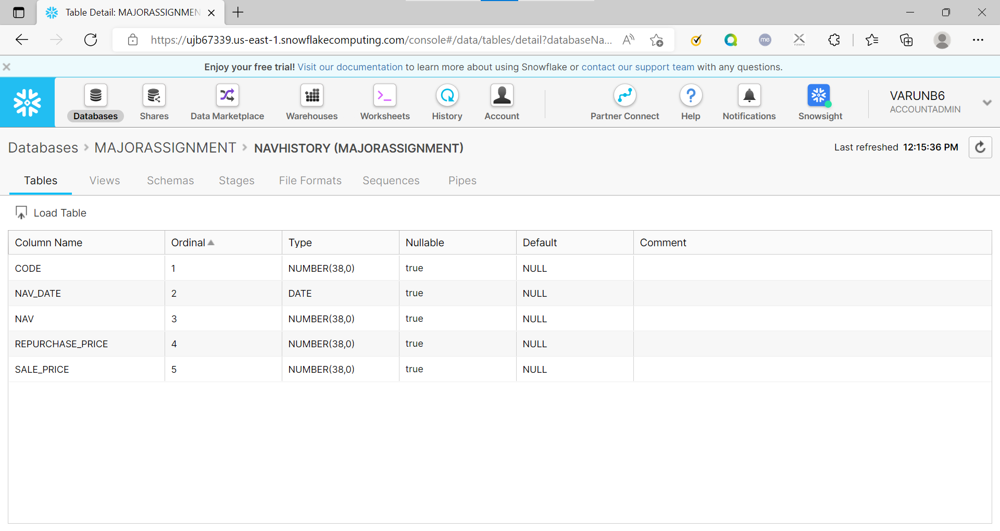 Table Detail: MAJORASSIGNMEN
https://ujb67339.us-east-1.snowflakecomputing.com/console#/data/tables/detail?databaseNa...
me
Enjoy your free trial! Visit our documentation to learn more about using Snowflake or contact our support team with any questions.
Databases Shares Data Marketplace Warehouses Worksheets History Account Partner Connect Help Notifications Snowsight
VARUNB6
ACCOUNTADMIN
Databases > MAJORASSIGNMENT > NAVHISTORY (MAJORASSIGNMENT)
Last refreshed 12:15:36 PM
Tables Views Schemas Stages File Formats Sequences Pipes
Load Table
Column Name Ordinal Type Nullable Default Comment
CODE 1 NUMBER(38,0) true NULL
NAV_DATE 2 DATE true NULL
NAV 3 NUMBER(38,0) true NULL
REPURCHASE_PRICE 4 NUMBER(38,0) true NULL
SALE_PRICE 5 NUMBER(38,0) true NULL